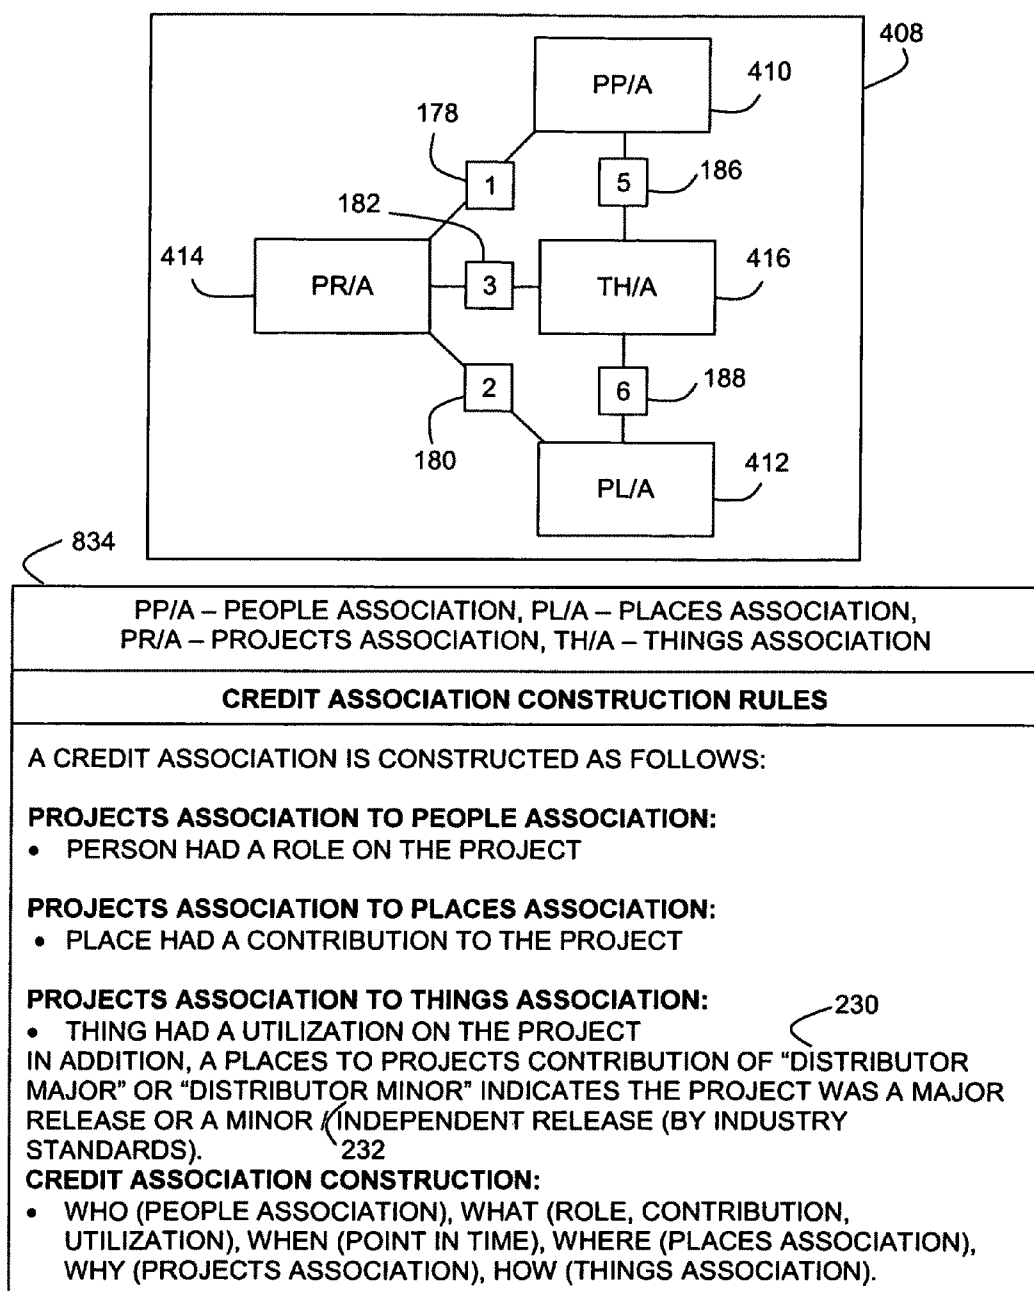 408
PP/A
410
178
1
5
186
182
414
PR/A
3
TH/A
416
2
6
188
180
PL/A
412
834
PP/A – PEOPLE ASSOCIATION, PL/A – PLACES ASSOCIATION,
PR/A – PROJECTS ASSOCIATION, TH/A – THINGS ASSOCIATION
CREDIT ASSOCIATION CONSTRUCTION RULES
A CREDIT ASSOCIATION IS CONSTRUCTED AS FOLLOWS:
PROJECTS ASSOCIATION TO PEOPLE ASSOCIATION:
• PERSON HAD A ROLE ON THE PROJECT
PROJECTS ASSOCIATION TO PLACES ASSOCIATION:
• PLACE HAD A CONTRIBUTION TO THE PROJECT
PROJECTS ASSOCIATION TO THINGS ASSOCIATION:
230
• THING HAD A UTILIZATION ON THE PROJECT
IN ADDITION, A PLACES TO PROJECTS CONTRIBUTION OF "DISTRIBUTOR
MAJOR" OR "DISTRIBUTOR MINOR" INDICATES THE PROJECT WAS A MAJOR
RELEASE OR A MINOR / INDEPENDENT RELEASE (BY INDUSTRY
STANDARDS).
232
CREDIT ASSOCIATION CONSTRUCTION:
• WHO (PEOPLE ASSOCIATION), WHAT (ROLE, CONTRIBUTION,
UTILIZATION), WHEN (POINT IN TIME), WHERE (PLACES ASSOCIATION),
WHY (PROJECTS ASSOCIATION), HOW (THINGS ASSOCIATION).